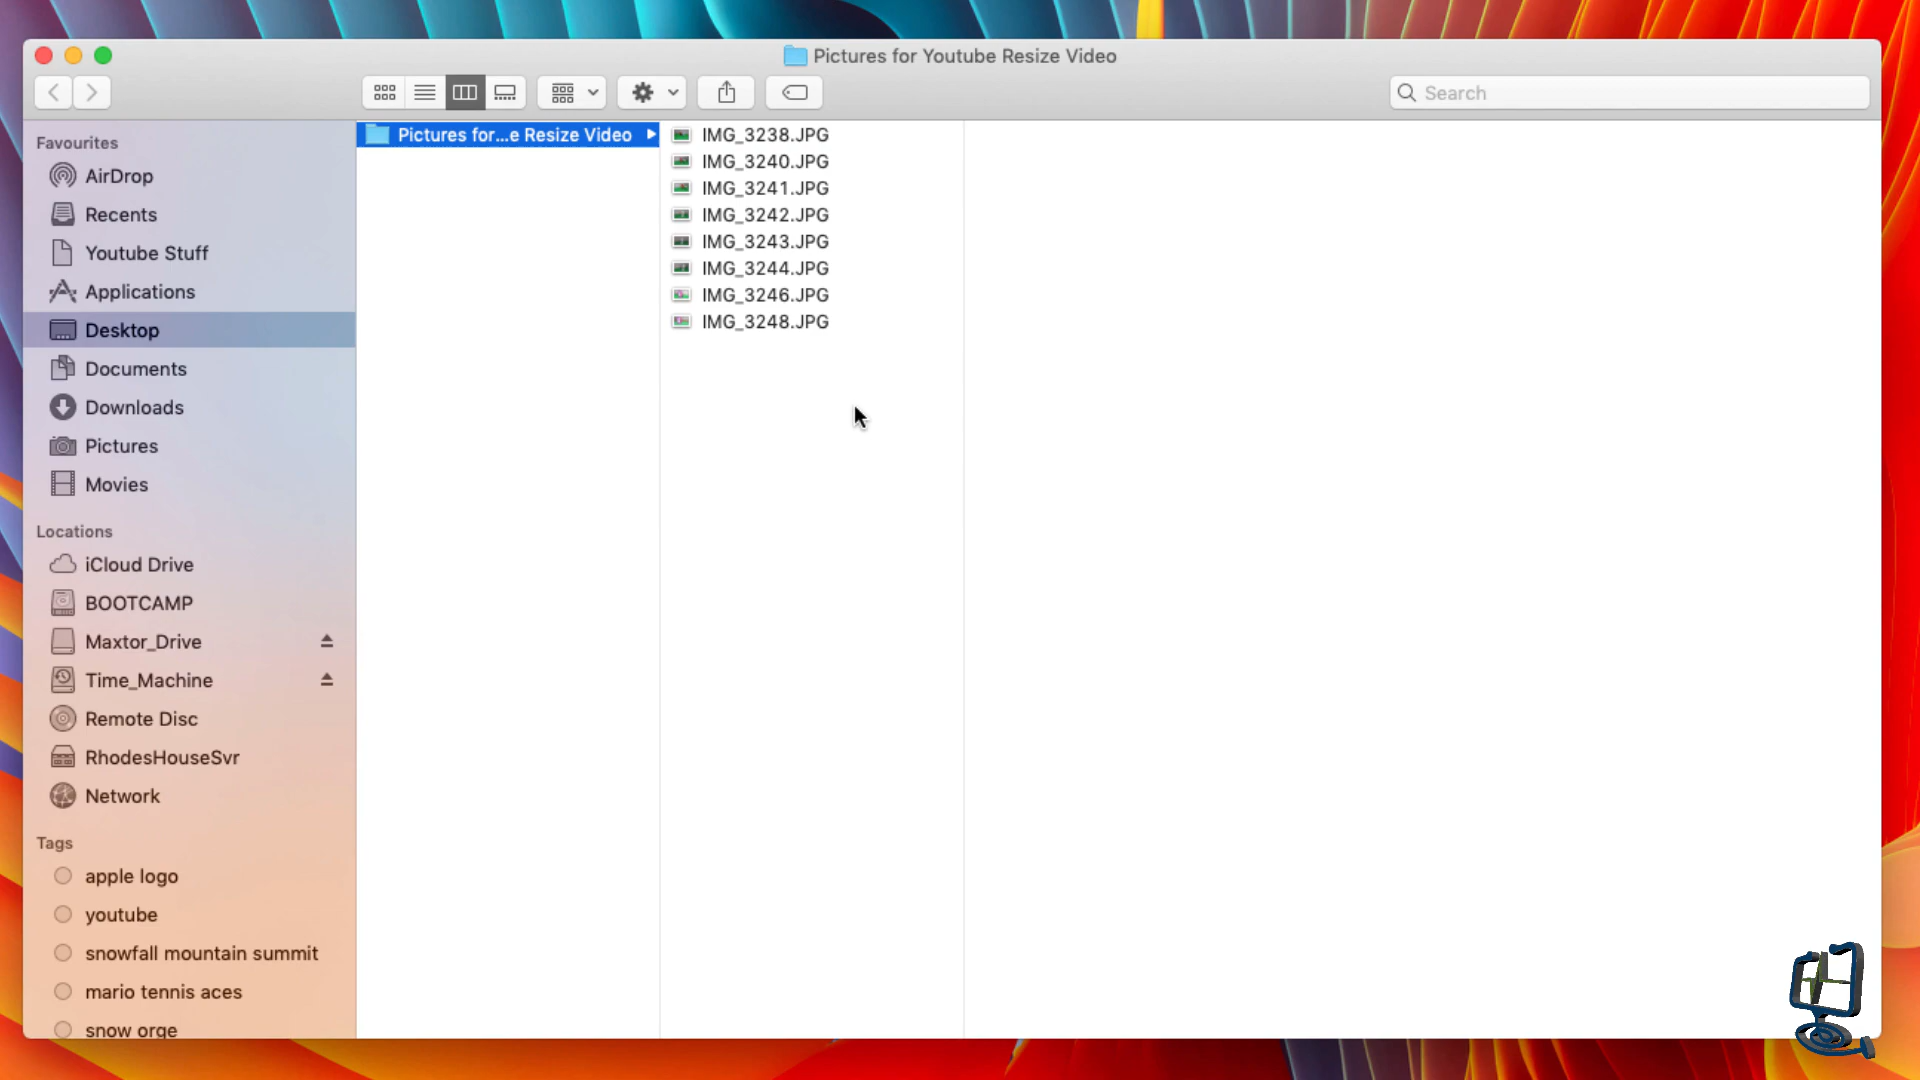 Pictures for Youtube Resize Video
Search
Favourites
AirDrop
Recents
Youtube Stuff
Applications
Desktop
Documents
Downloads
Pictures
Movies
Locations
iCloud Drive
BOOTCAMP
Maxtor_Drive
Time_Machine
Remote Disc
RhodesHouseSvr
Network
Tags
apple logo
youtube
snowfall mountain summit
mario tennis aces
snow orge
Pictures for...e Resize Video
IMG_3238.JPG
IMG_3240.JPG
IMG_3241.JPG
IMG_3242.JPG
IMG_3243.JPG
IMG_3244.JPG
IMG_3246.JPG
IMG_3248.JPG